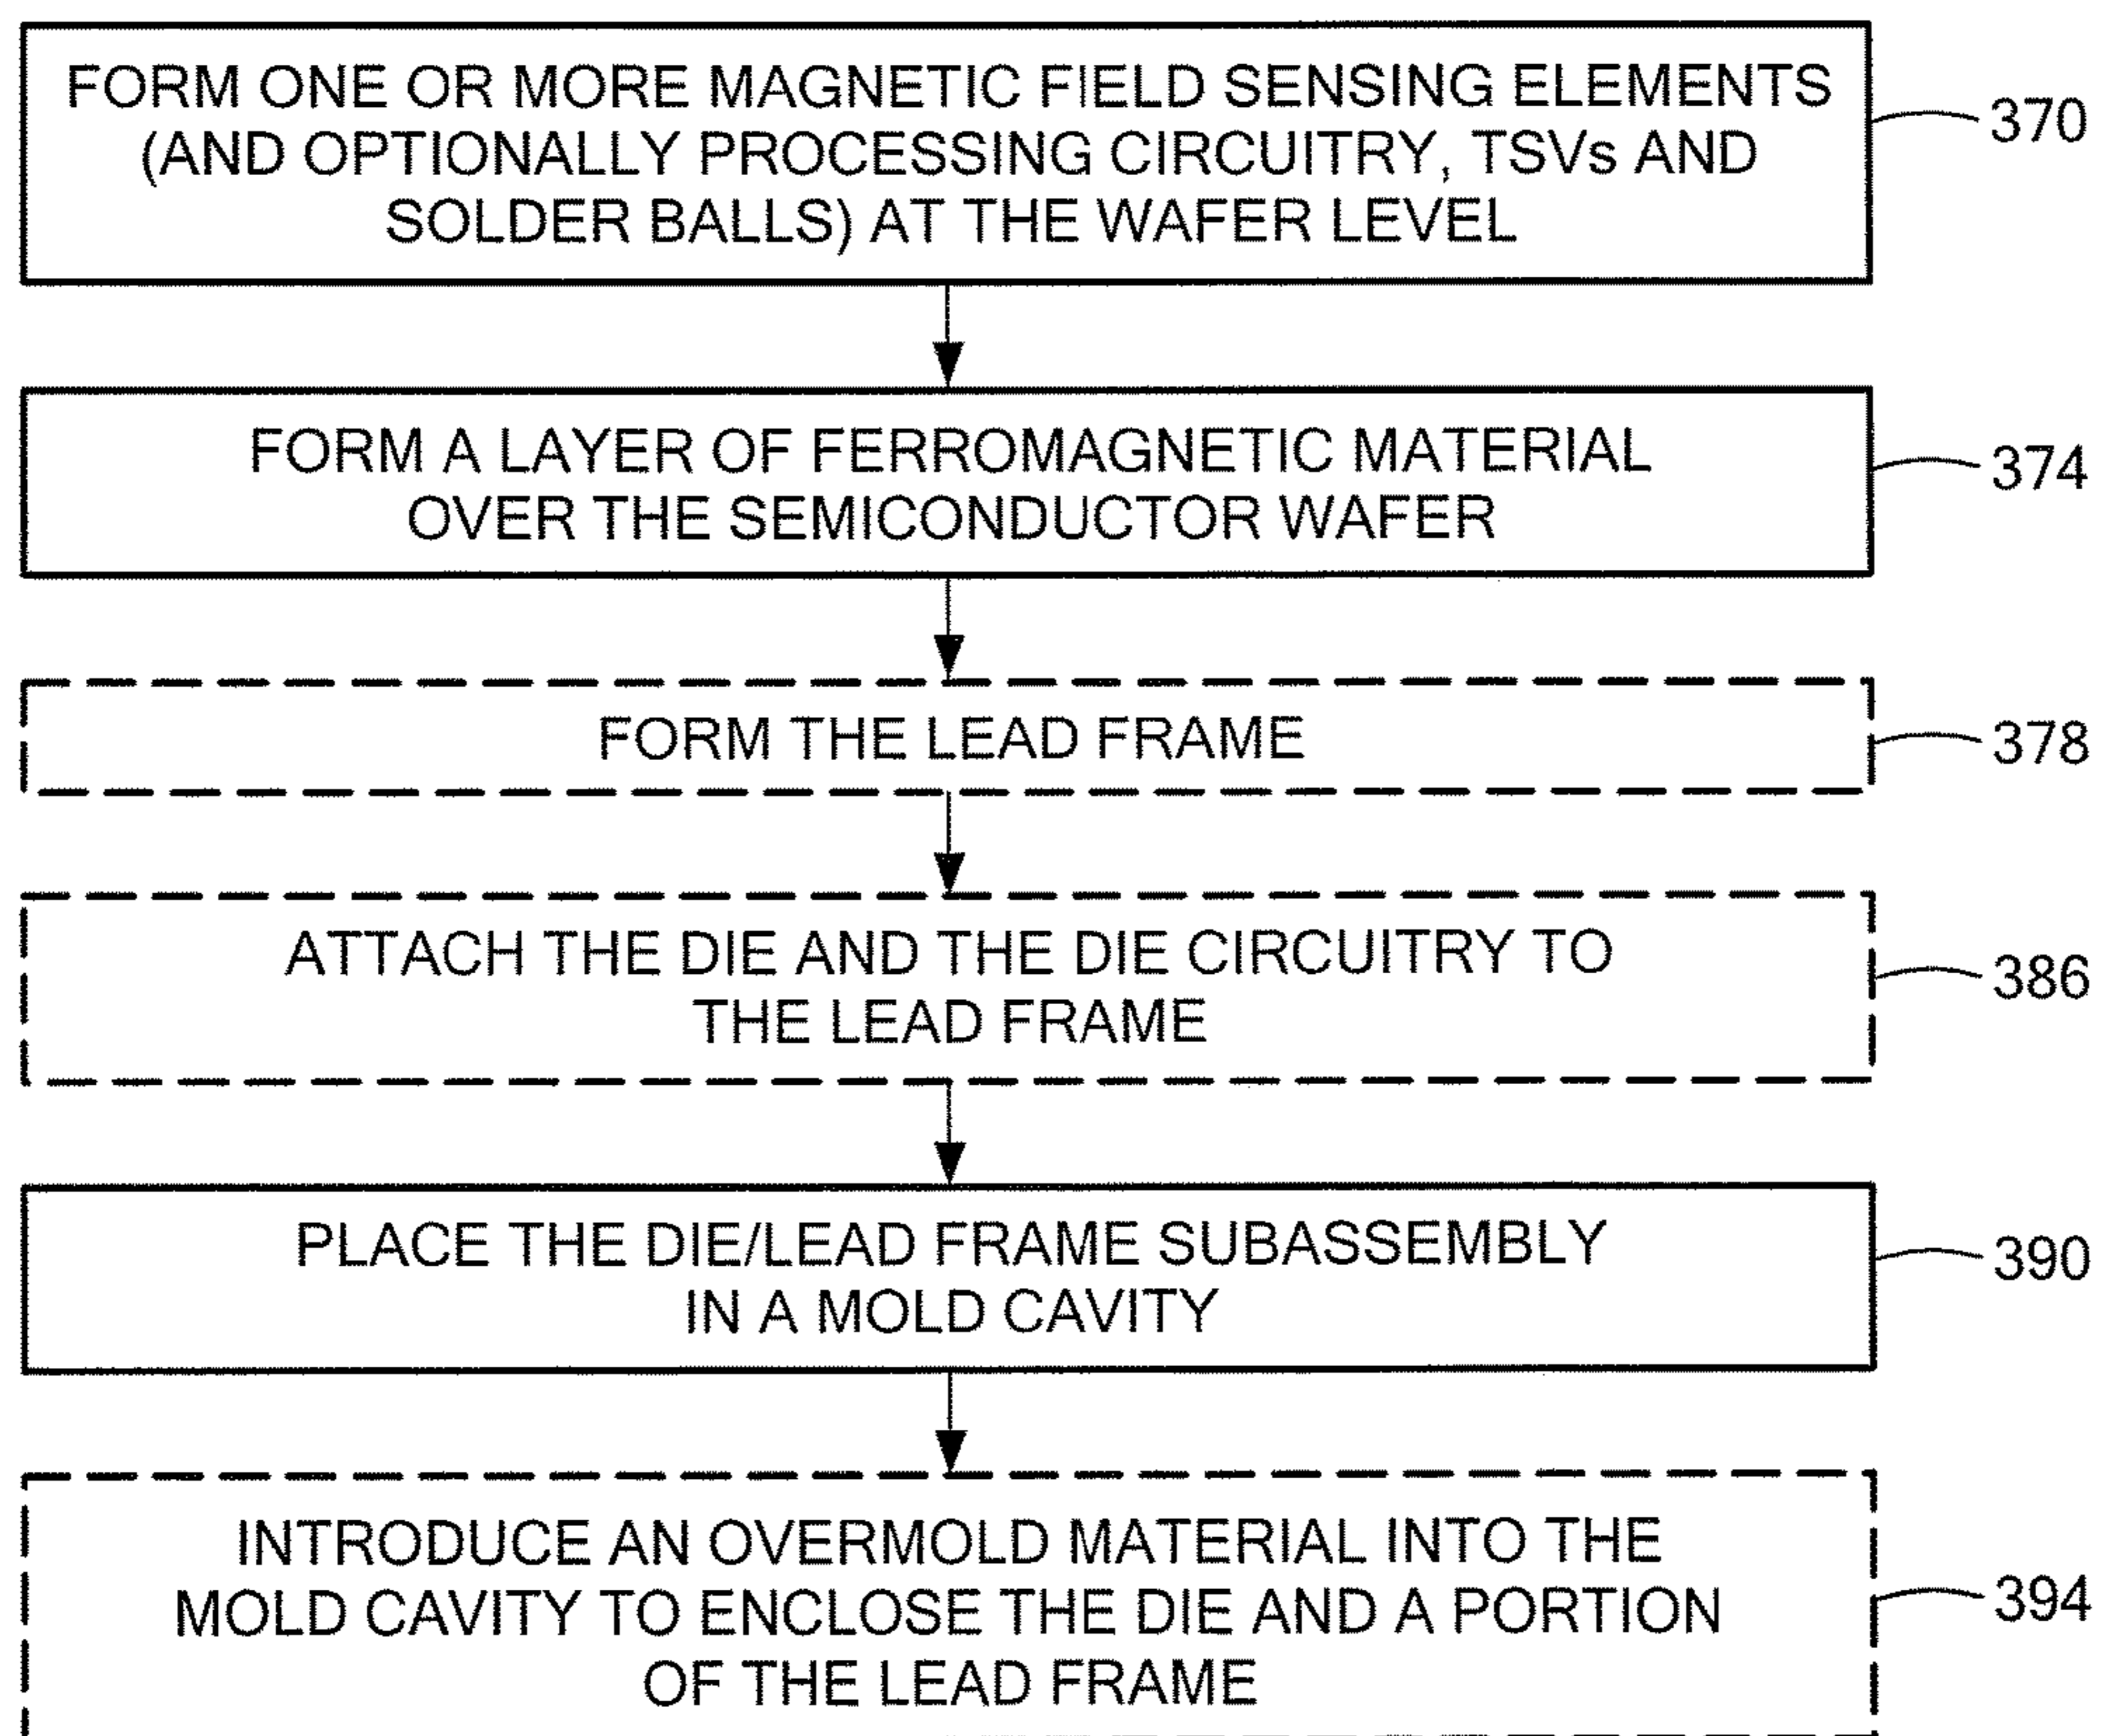 FORM ONE OR MORE MAGNETIC FIELD SENSING ELEMENTS
(AND OPTIONALLY PROCESSING CIRCUITRY, TSVs AND
SOLDER BALLS) AT THE WAFER LEVEL
370
FORM A LAYER OF FERROMAGNETIC MATERIAL
OVER THE SEMICONDUCTOR WAFER
374
FORM THE LEAD FRAME
378
ATTACH THE DIE AND THE DIE CIRCUITRY TO
THE LEAD FRAME
386
PLACE THE DIE/LEAD FRAME SUBASSEMBLY
IN A MOLD CAVITY
390
INTRODUCE AN OVERMOLD MATERIAL INTO THE
MOLD CAVITY TO ENCLOSE THE DIE AND A PORTION
OF THE LEAD FRAME
394